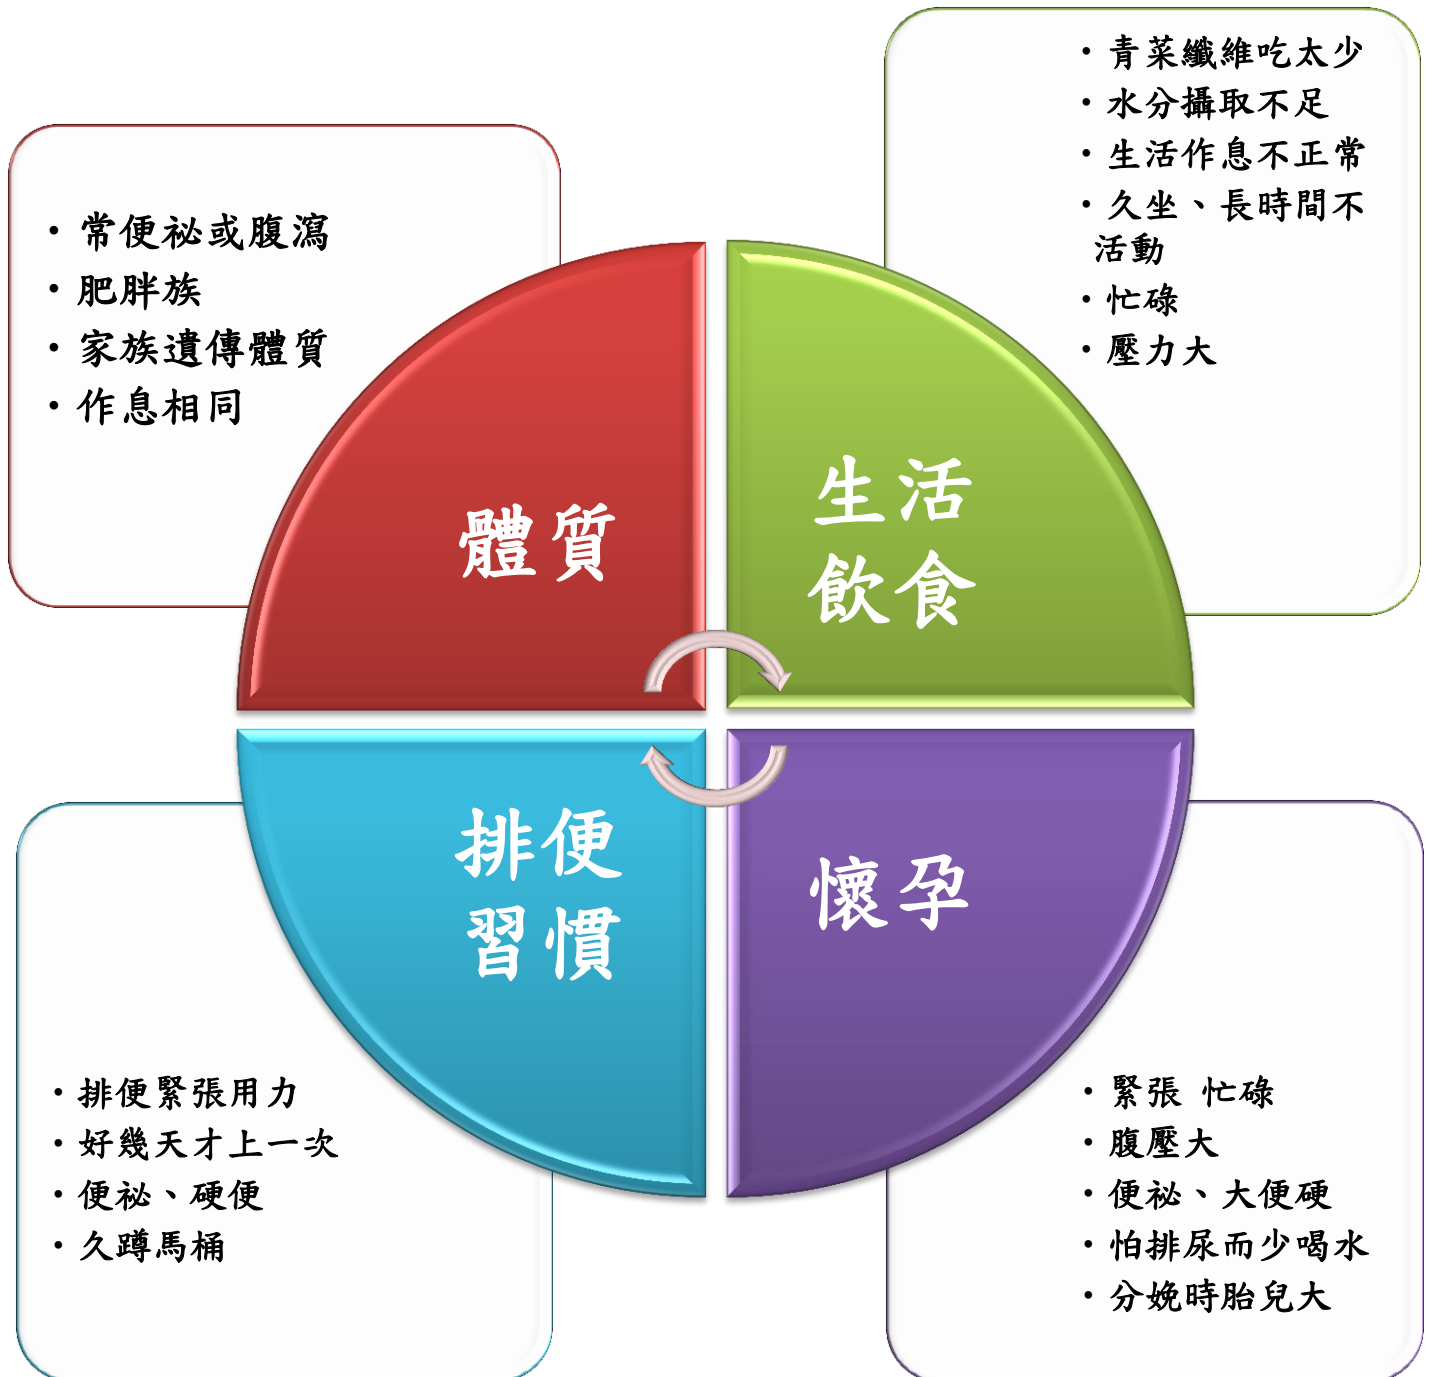 • 常便祕或腹瀉
• 肥胖族
• 家族遺傳體質
• 作息相同
體質
• 青菜纖維吃太少
• 水分攝取不足
• 生活作息不正常
• 久坐、長時間不
活動
• 忙碌
• 壓力大
生活
飲食
排便
習慣
• 排便緊張用力
• 好幾天才上一次
• 便祕、硬便
• 久蹲馬桶
懷孕
• 緊張 忙碌
• 腹壓大
• 便祕、大便硬
• 怕排尿而少喝水
• 分娩時胎兒大